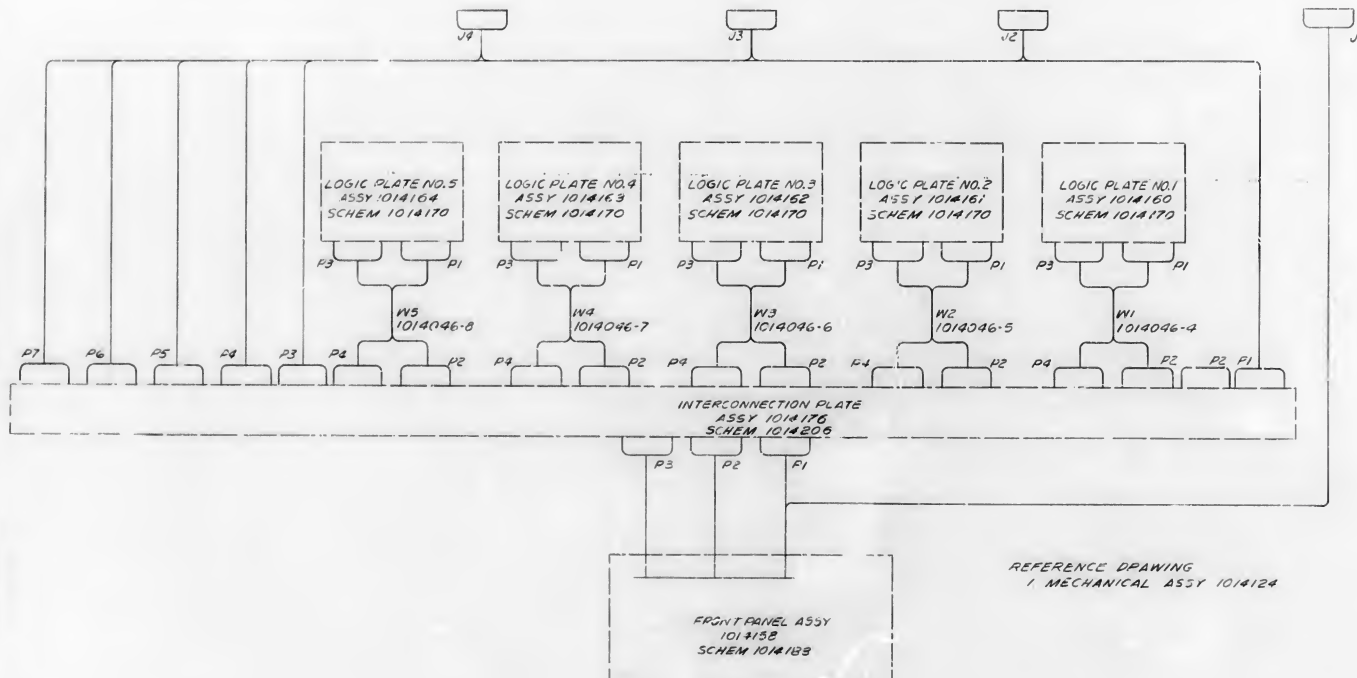 J4
J3
J2
J
LOGIC PLATE NO.5
ASSY 1014164
SCHEM 1014170
LOGIC PLATE NO.4
ASSY 1014163
SCHEM 1014170
LOGIC PLATE NO.3
ASSY 1014162
SCHEM 1014170
LOGIC PLATE NO.2
ASSY 1014161
SCHEM 1014170
LOGIC PLATE NO.1
ASSY 1014160
SCHEM 1014170
P3
P1
P3
P1
P3
P1
P3
P1
P3
P1
W5
1014046-8
W4
1014046-7
W3
1014046-6
W2
1014046-5
W1
1014046-4
P7
P6
P5
P4
P3
P4
P2
P4
P2
P4
P2
P4
P2
P4
P2
P2
P1
INTERCONNECTION PLATE
ASSY 1014176
SCHEM 1014206
P3
P2
P1
REFERENCE DRAWING
1. MECHANICAL ASSY 1014124
FRONT PANEL ASSY
1014158
SCHEM